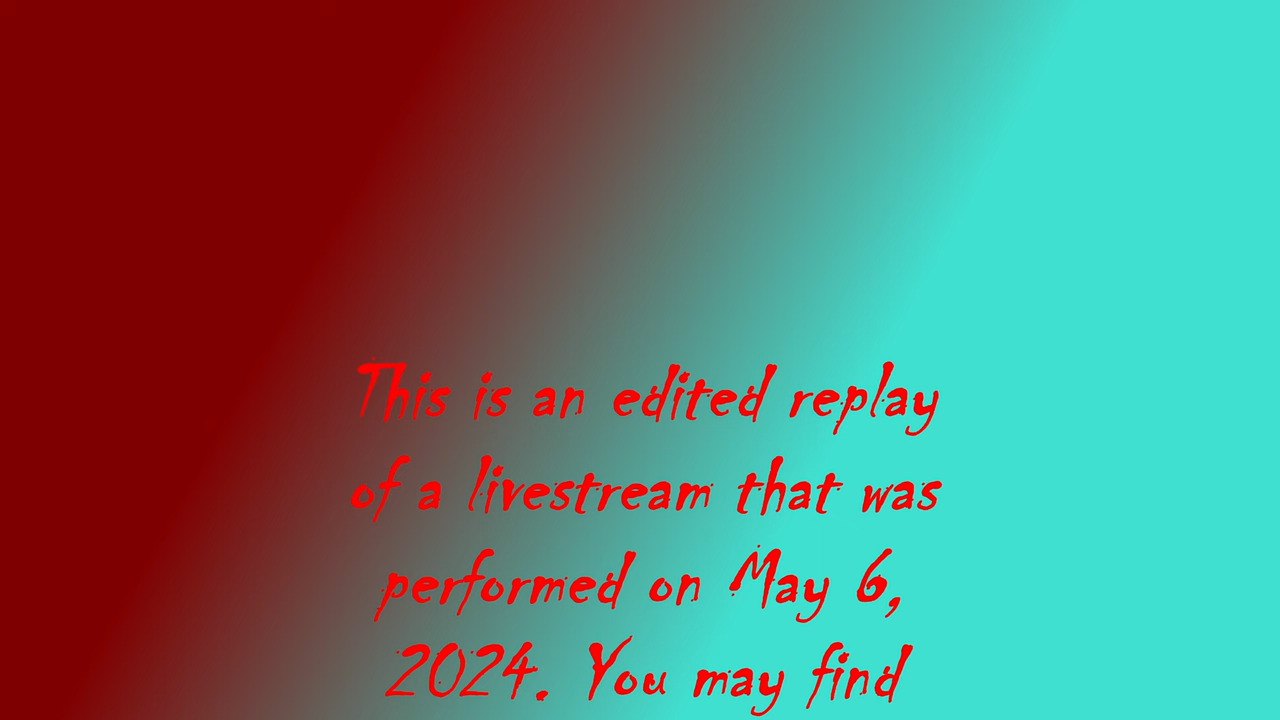 This is an edited replay
of a livestream that was
performed on May 6,
2024. You may find